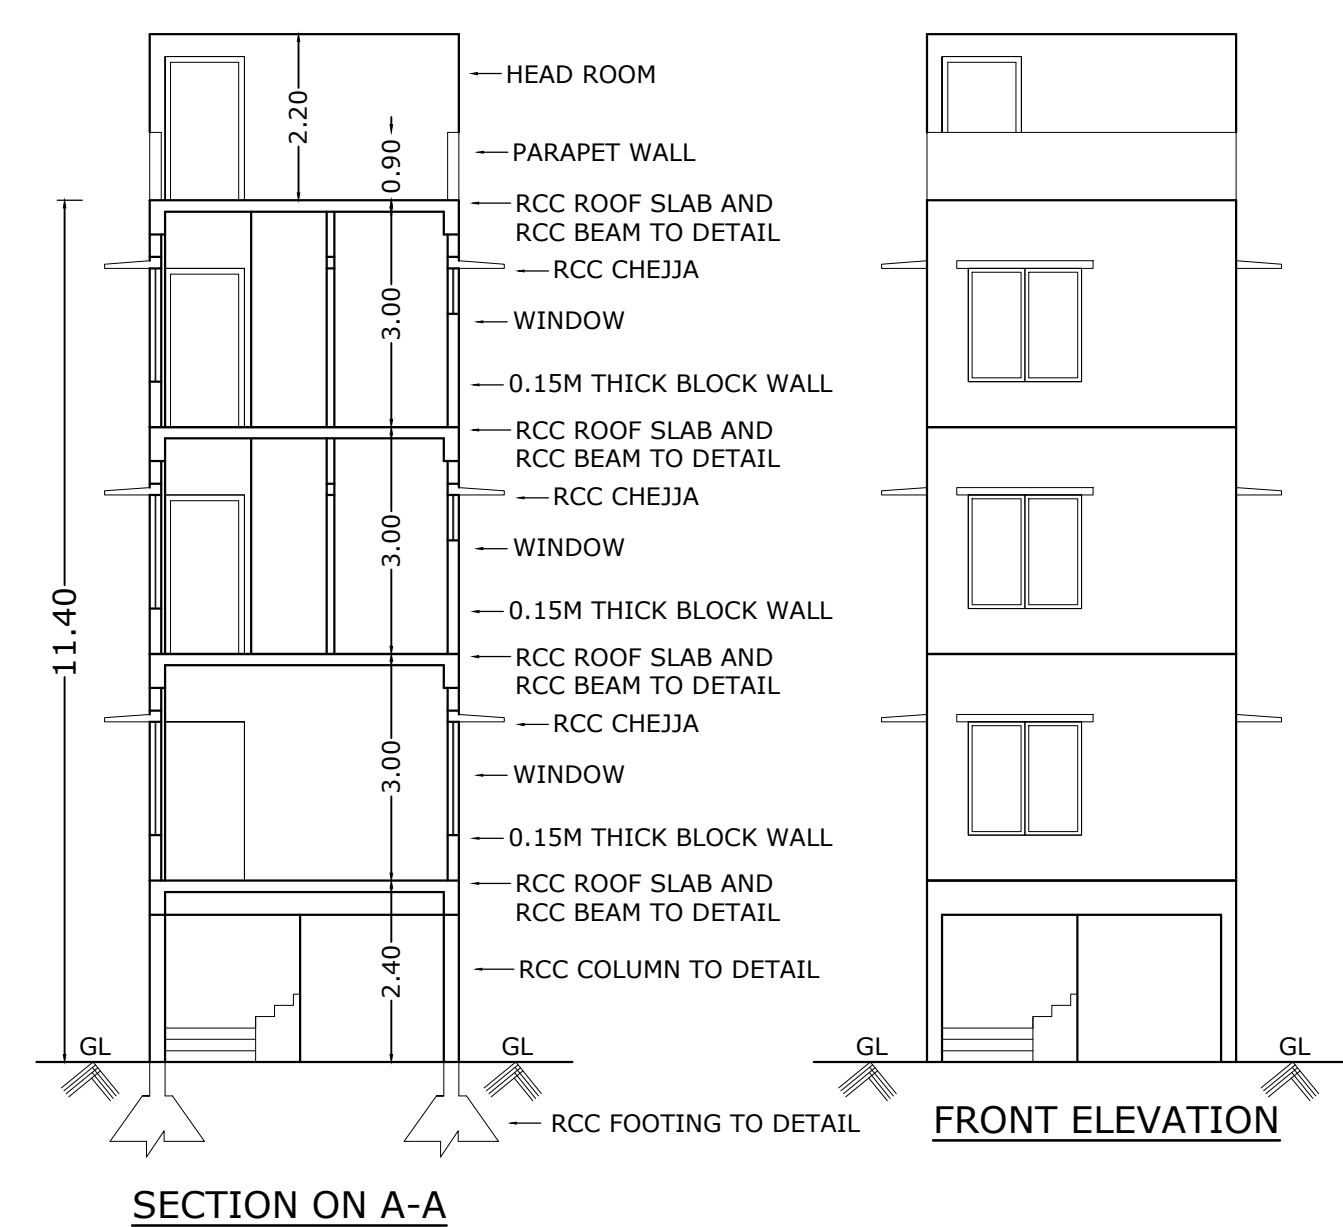 HEAD ROOM
2.20
0.90
PARAPET WALL
RCC ROOF SLAB AND
RCC BEAM TO DETAIL
RCC CHEJJA
3.00
WINDOW
0.15M THICK BLOCK WALL
RCC ROOF SLAB AND
RCC BEAM TO DETAIL
RCC CHEJJA
3.00
WINDOW
11.40
0.15M THICK BLOCK WALL
RCC ROOF SLAB AND
RCC BEAM TO DETAIL
RCC CHEJJA
3.00
WINDOW
0.15M THICK BLOCK WALL
RCC ROOF SLAB AND
RCC BEAM TO DETAIL
2.40
RCC COLUMN TO DETAIL
GL
GL
GL
GL
RCC FOOTING TO DETAIL
FRONT ELEVATION
SECTION ON A-A